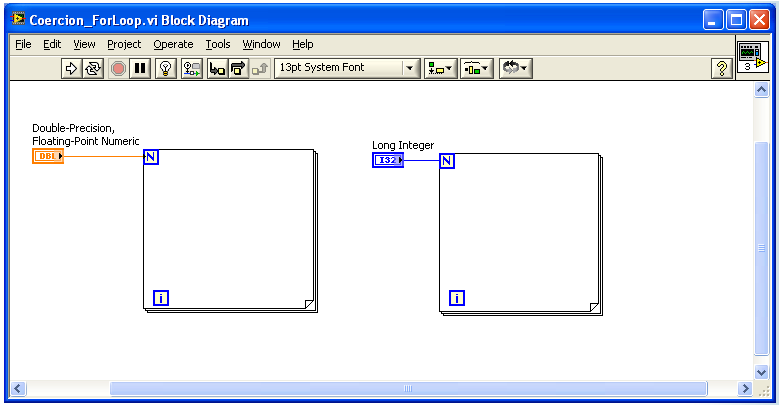 Coercion_ForLoop.vi Block Diagram
File Edit View Project Operate Tools Window Help
13pt System Font
?
3
Double-Precision,
Floating-Point Numeric
DBL
N
i
Long Integer
I32
N
i